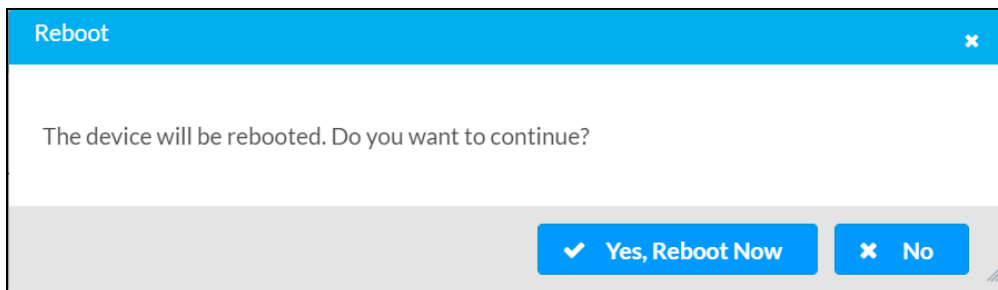 Reboot
The device will be rebooted. Do you want to continue?
Yes, Reboot Now
No